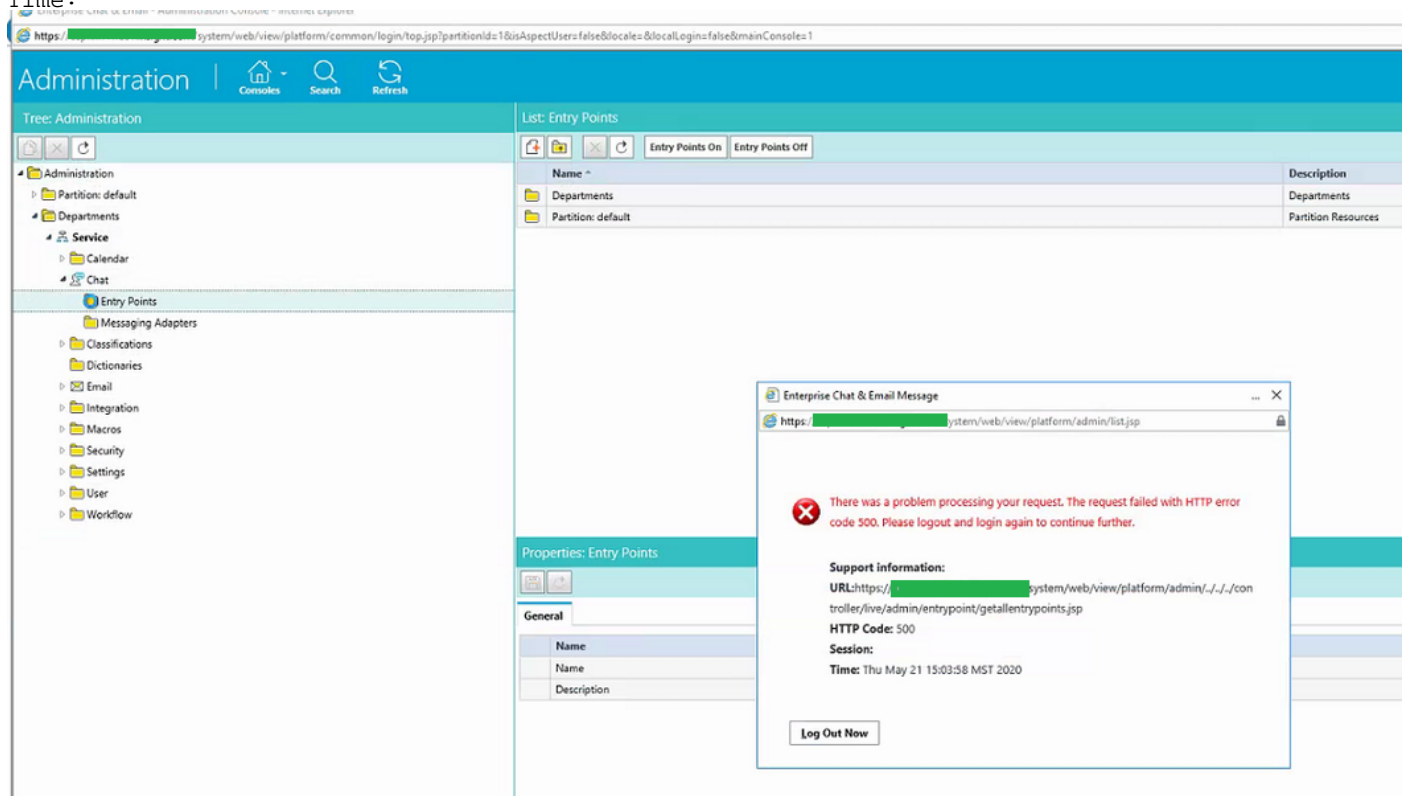 Time:
Enterprise Chat & Email - Administration Console - Internet Explorer
https:/ system/web/view/platform/common/login/top.jsp?partitionId=1&isAspectUser=false&locale=&localLogin=false&mainConsole=1
Administration
Consoles
Search
Refresh
Tree: Administration
Administration
Partition: default
Departments
Service
Calendar
Chat
Entry Points
Messaging Adapters
Classifications
Dictionaries
Email
Integration
Macros
Security
Settings
User
Workflow
List: Entry Points
Entry Points On Entry Points Off
Name Description
Departments Departments
Partition: default Partition Resources
Properties: Entry Points
General
Name
Name
Description
Enterprise Chat & Email Message ...
https:/ ystem/web/view/platform/admin/list.jsp
There was a problem processing your request. The request failed with HTTP error
code 500. Please logout and login again to continue further.
Support information:
URL:https:// system/web/view/platform/admin/../../../con
troller/live/admin/entrypoint/getallentrypoints.jsp
HTTP Code: 500
Session:
Time: Thu May 21 15:03:58 MST 2020
Log Out Now